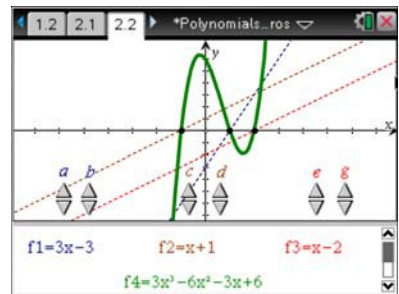 1.2 2.1 2.2 *Polynomials…ros
y
x
a b c d e g
f1=3x-3 f2=x+1 f3=x-2
f4=3x³-6x²-3x+6